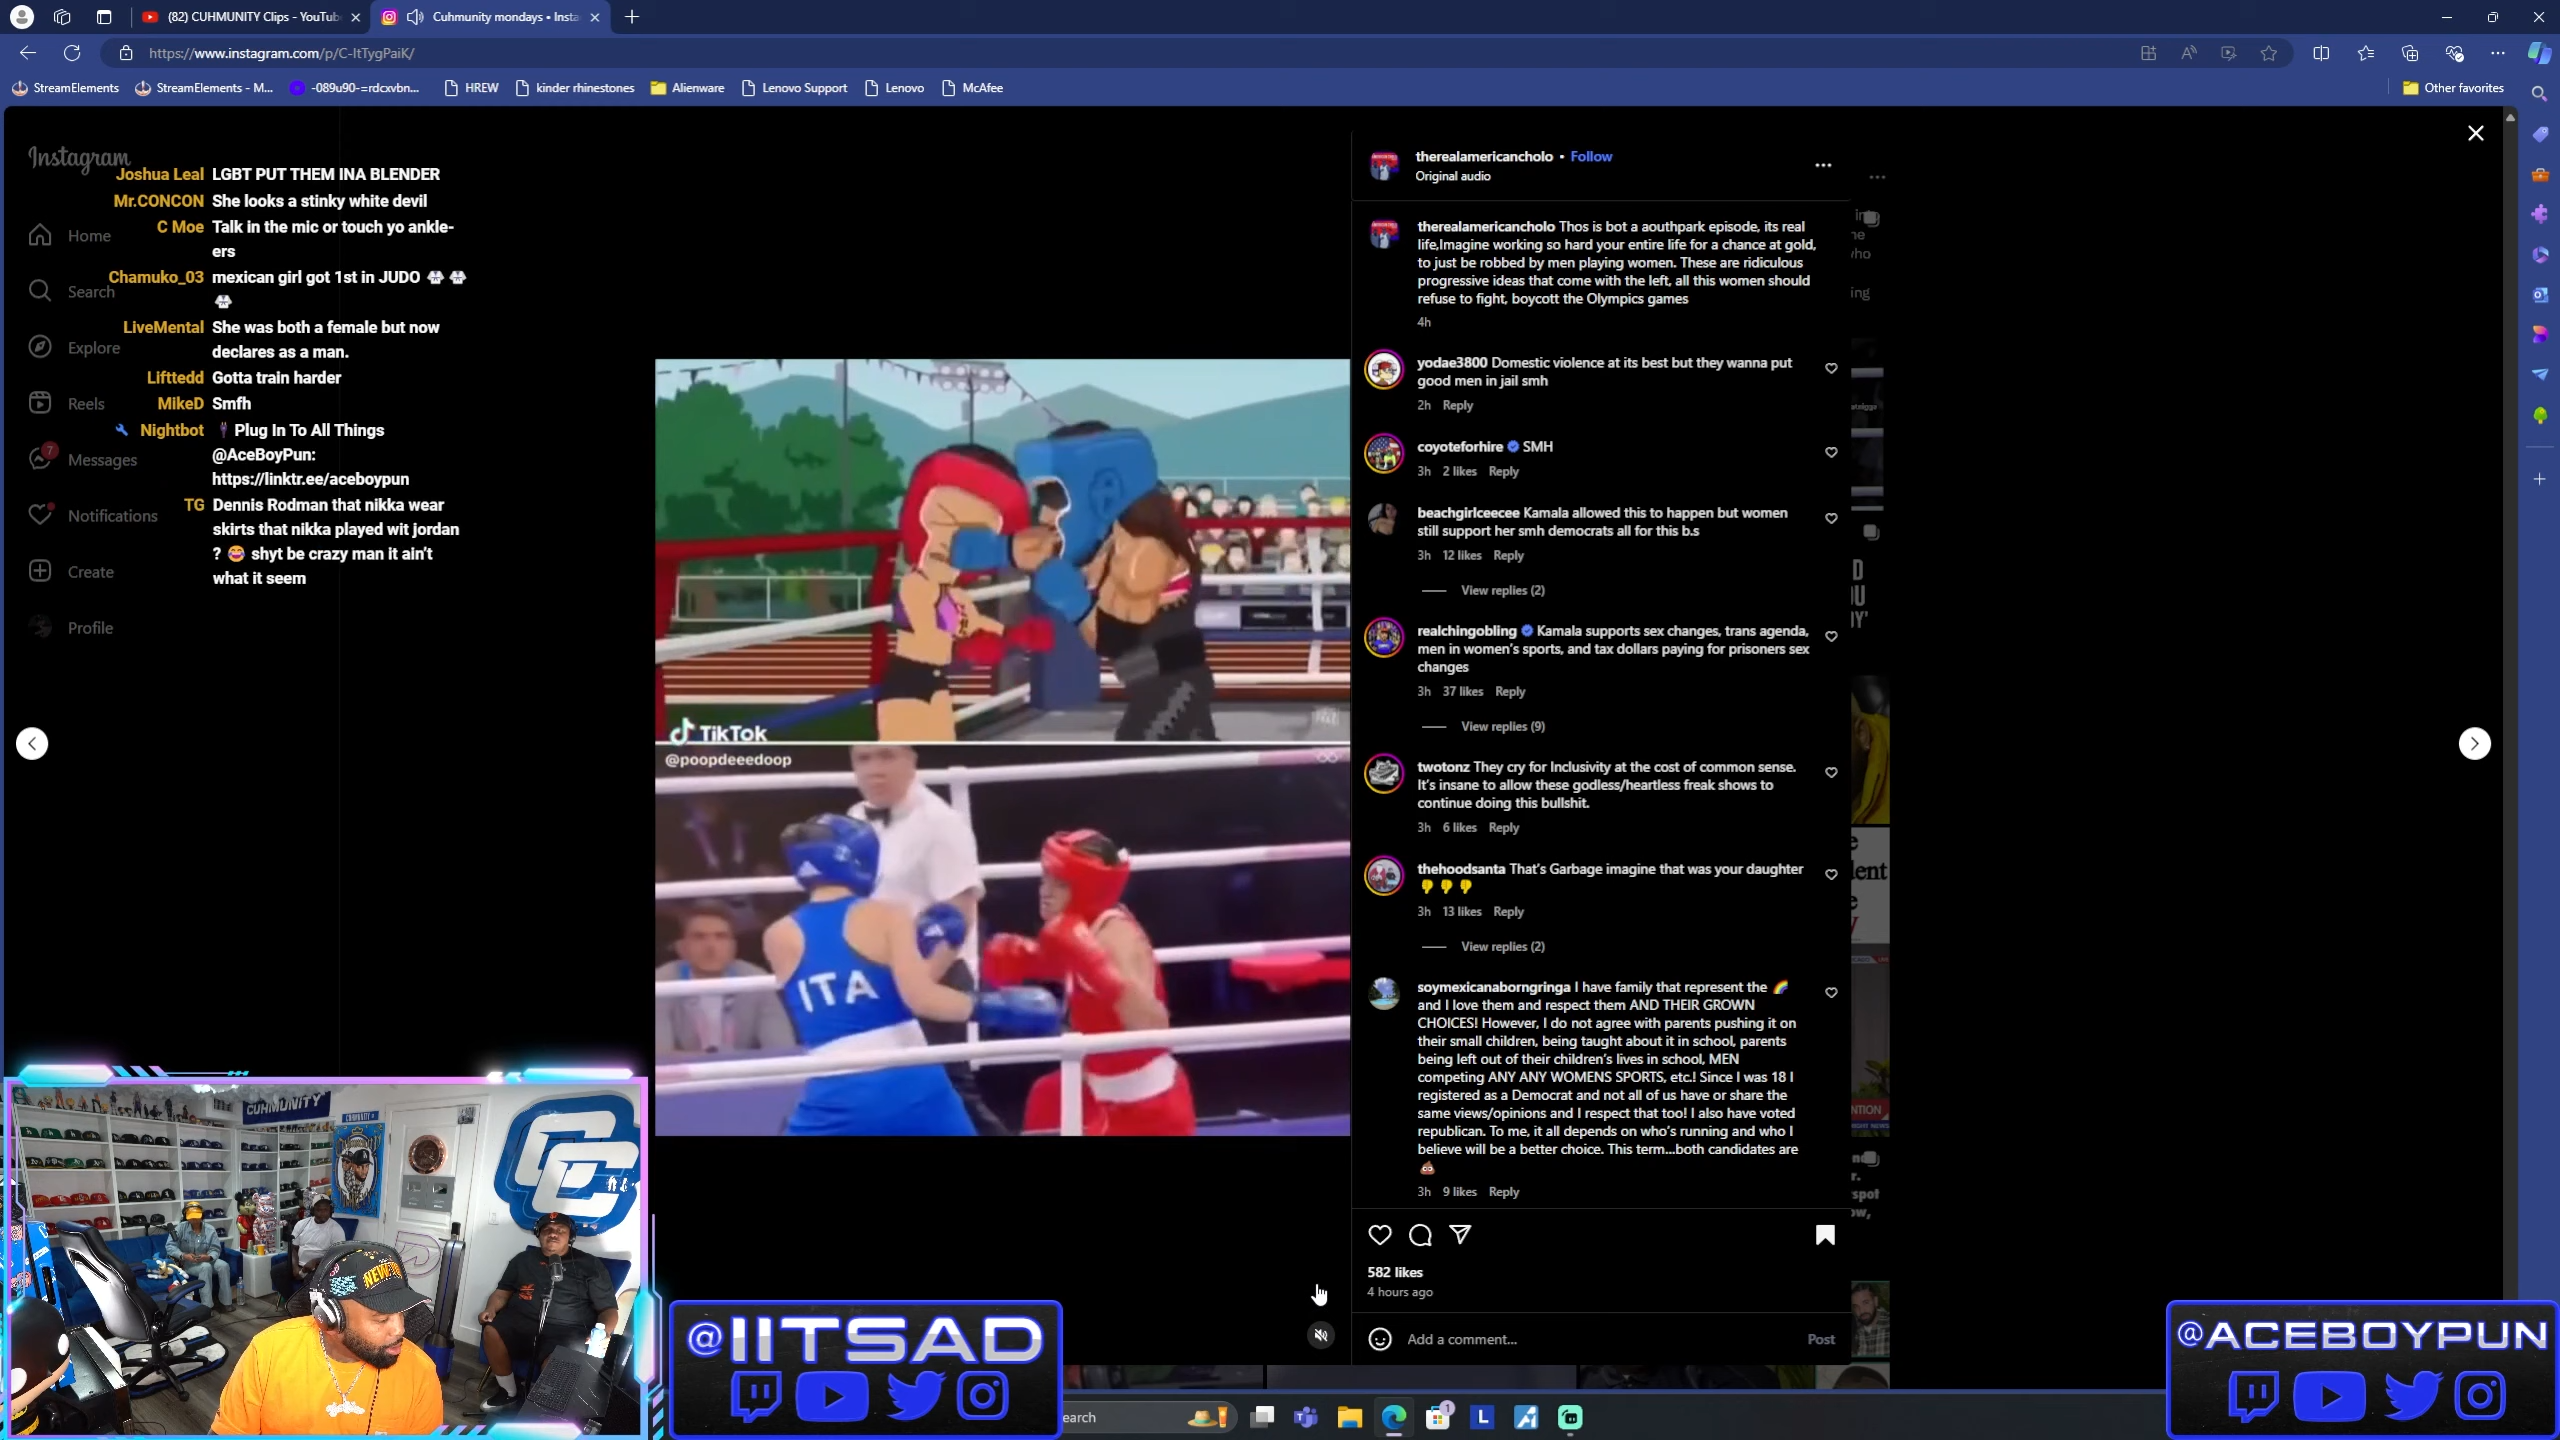 (82) CUHMUNITY Clips - YouTub
Cuhmunity mondays • Insta
https://www.instagram.com/p/C-ItTygPaiK/
StreamElements
StreamElements - M...
-089u90-=rdcxvbn...
HREW
kinder rhinestones
Alienware
Lenovo Support
Lenovo
McAfee
Other favorites
Instagram
Home
Search
Explore
Reels
7
Messages
Notifications
Create
Profile
Joshua Leal LGBT PUT THEM INA BLENDER
Mr.CONCON She looks a stinky white devil
C Moe Talk in the mic or touch yo ankle-
ers
Chamuko_03 mexican girl got 1st in JUDO 🥋🥋
🥋
LiveMental She was both a female but now
declares as a man.
Lifttedd Gotta train harder
MikeD Smfh
Nightbot Plug In To All Things
@AceBoyPun:
https://linktr.ee/aceboypun
TG Dennis Rodman that nikka wear
skirts that nikka played wit jordan
? 😂 shyt be crazy man it ain't
what it seem
TikTok
@poopdeeedoop
ITA
therealamericancholo • Follow
Original audio
therealamericancholo Thos is bot a aouthpark episode, its real
life,Imagine working so hard your entire life for a chance at gold,
to just be robbed by men playing women. These are ridiculous
progressive ideas that come with the left, all this women should
refuse to fight, boycott the Olympics games
4h
yodae3800 Domestic violence at its best but they wanna put
good men in jail smh
2h Reply
coyoteforhire SMH
3h 2 likes Reply
beachgirlceecee Kamala allowed this to happen but women
still support her smh democrats all for this b.s
3h 12 likes Reply
View replies (2)
realchingobling Kamala supports sex changes, trans agenda,
men in women's sports, and tax dollars paying for prisoners sex
changes
3h 37 likes Reply
View replies (9)
twotonz They cry for Inclusivity at the cost of common sense.
It's insane to allow these godless/heartless freak shows to
continue doing this bullshit.
3h 6 likes Reply
thehoodsanta That's Garbage imagine that was your daughter
👎👎👎
3h 13 likes Reply
View replies (2)
soymexicanaborngringa I have family that represent the 🌈
and I love them and respect them AND THEIR GROWN
CHOICES! However, I do not agree with parents pushing it on
their small children, being taught about it in school, parents
being left out of their children's lives in school, MEN
competing ANY ANY WOMENS SPORTS, etc.! Since I was 18 I
registered as a Democrat and not all of us have or share the
same views/opinions and I respect that too! I also have voted
republican. To me, it all depends on who's running and who I
believe will be a better choice. This term...both candidates are
💩
3h 9 likes Reply
582 likes
4 hours ago
Add a comment...
Post
CUHMUNITY
CC
NEW
@IITSAD
@ACEBOYPUN
earch
1
L